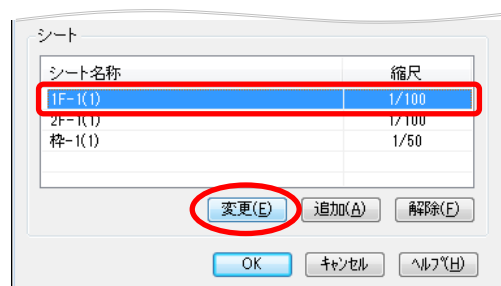 シート
シート名称 縮尺
1F-1(1) 1/100
2F-1(1) 1/100
枠-1(1) 1/50
変更(E) 追加(A) 解除(F)
OK キャンセル ヘルプ(H)